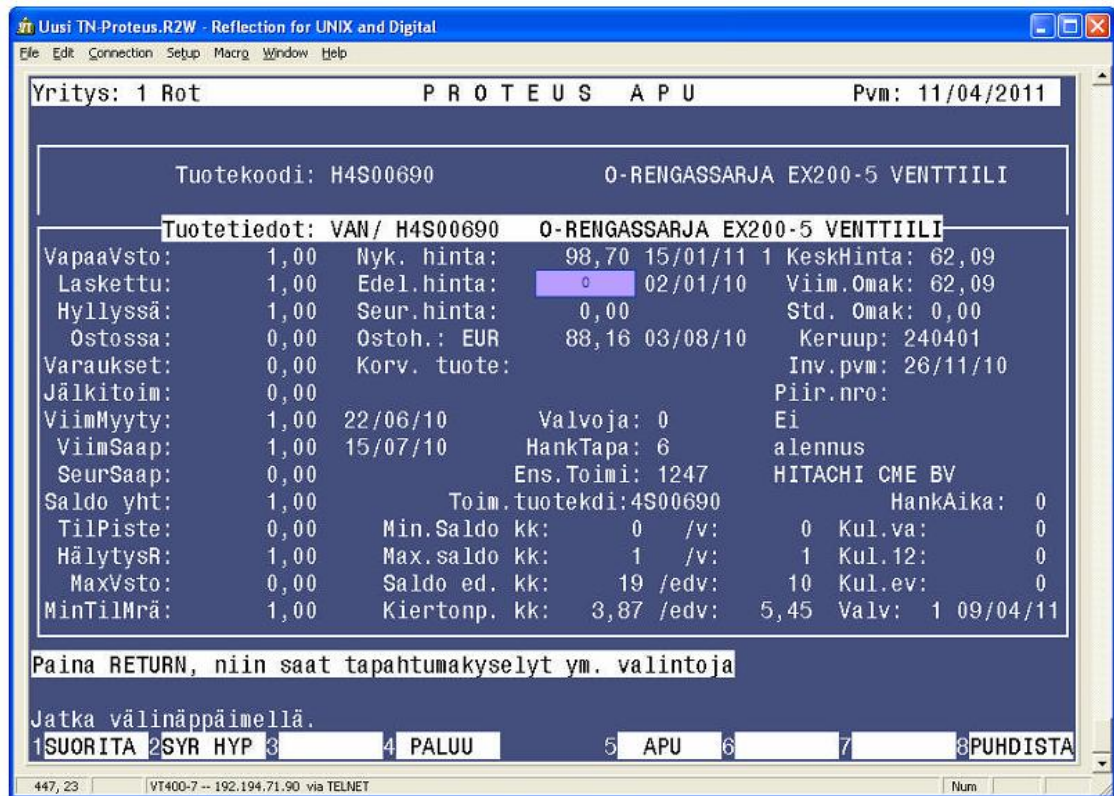 Uusi TN-Proteus.R2W - Reflection for UNIX and Digital
File Edit Connection Setup Macro Window Help
Yritys: 1 Rot P R O T E U S A P U Pvm: 11/04/2011
Tuotekoodi: H4S00690 O-RENGASSARJA EX200-5 VENTTIILI
Tuotetiedot: VAN/ H4S00690 O-RENGASSARJA EX200-5 VENTTIILI
VapaaVsto: 1,00 Nyk. hinta: 98,70 15/01/11 1 KeskHinta: 62,09
Laskettu: 1,00 Edel.hinta: 0 02/01/10 Viim.Omak: 62,09
Hyllyssä: 1,00 Seur.hinta: 0,00 Std. Omak: 0,00
Ostossa: 0,00 Ostoh.: EUR 88,16 03/08/10 Keruup: 240401
Varaukset: 0,00 Korv. tuote: Inv.pvm: 26/11/10
Jälkitoim: 0,00 Piir.nro:
ViimMyyty: 1,00 22/06/10 Valvoja: 0 Ei
ViimSaap: 1,00 15/07/10 HankTapa: 6 alennus
SeurSaap: 0,00 Ens.Toimi: 1247 HITACHI CME BV
Saldo yht: 1,00 Toim.tuotekdi:4S00690 HankAika: 0
TilPiste: 0,00 Min.Saldo kk: 0 /v: 0 Kul.va: 0
HälytysR: 1,00 Max.saldo kk: 1 /v: 1 Kul.12: 0
MaxVsto: 0,00 Saldo ed. kk: 19 /edv: 10 Kul.ev: 0
MinTilMrä: 1,00 Kiertonp. kk: 3,87 /edv: 5,45 Valv: 1 09/04/11
Paina RETURN, niin saat tapahtumakyselyt ym. valintoja
Jatka välinäppäimellä.
1SUORITA 2SYR HYP 3 4 PALUU 5 APU 6 7 8PUHDISTA
447, 23 VT400-7 -- 192.194.71.90 via TELNET Num